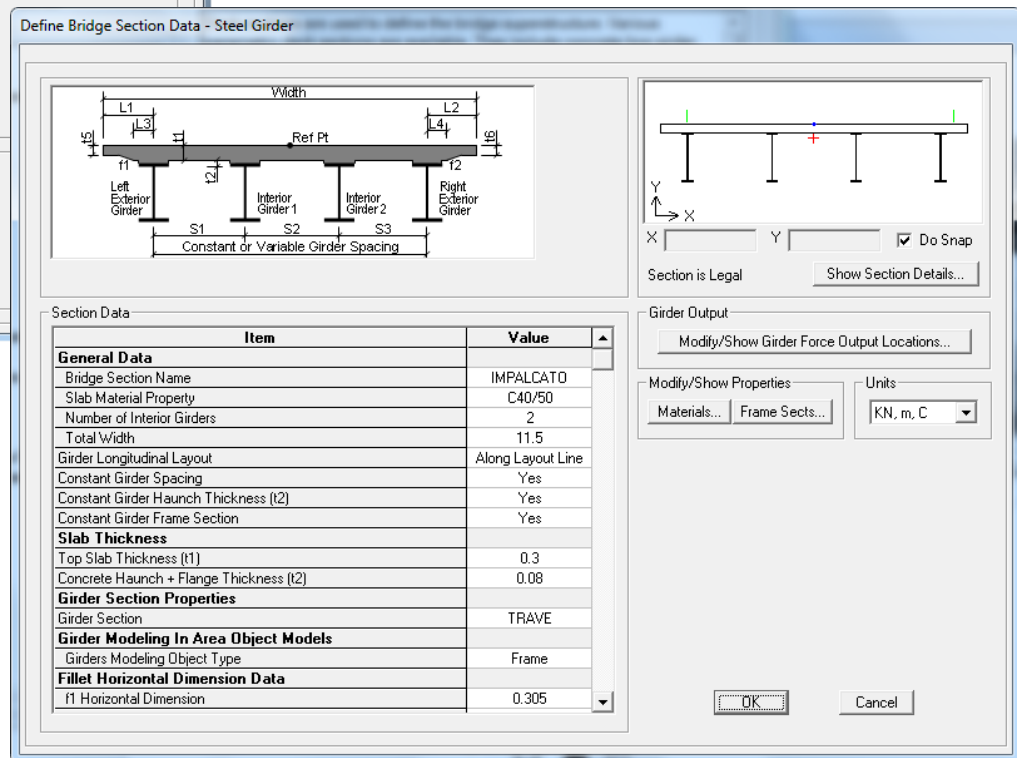 Define Bridge Section Data - Steel Girder
Width
L1
L2
L3
L4
t5
t1
t6
Ref Pt
f1
f2
t2
Left
Exterior
Girder
Interior
Girder 1
Interior
Girder 2
Right
Exterior
Girder
S1
S2
S3
Constant or Variable Girder Spacing
Y
X
X
Y
Do Snap
Section is Legal
Show Section Details...
Section Data
Item Value
General Data
Bridge Section Name IMPALCATO
Slab Material Property C40/50
Number of Interior Girders 2
Total Width 11.5
Girder Longitudinal Layout Along Layout Line
Constant Girder Spacing Yes
Constant Girder Haunch Thickness (t2) Yes
Constant Girder Frame Section Yes
Slab Thickness
Top Slab Thickness (t1) 0.3
Concrete Haunch + Flange Thickness (t2) 0.08
Girder Section Properties
Girder Section TRAVE
Girder Modeling In Area Object Models
Girders Modeling Object Type Frame
Fillet Horizontal Dimension Data
f1 Horizontal Dimension 0.305
Girder Output
Modify/Show Girder Force Output Locations...
Modify/Show Properties
Materials...
Frame Sects...
Units
KN, m, C
OK
Cancel